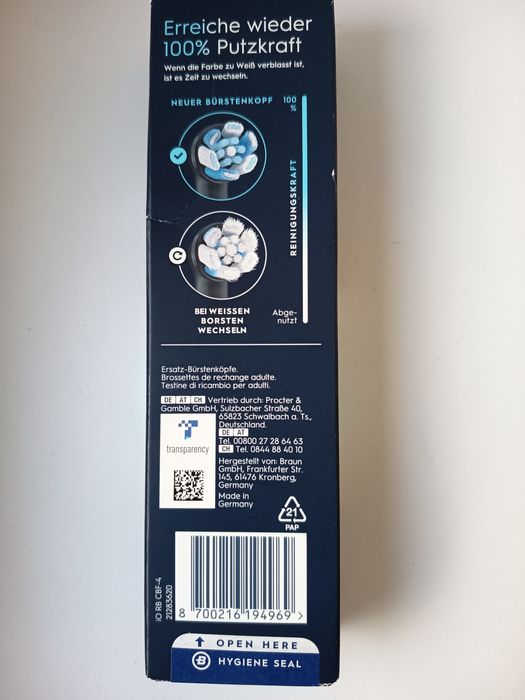 Erreiche wieder
100% Putzkraft
Wenn die Farbe zu Weiß verblasst ist,
ist es Zeit zu wechseln.
NEUER BÜRSTENKOPF
100
%
REINIGUNGSKRAFT
BEI WEISSEN
BORSTEN
WECHSELN
Abge-
nutzt
Ersatz-Bürstenköpfe.
Brossettes de rechange adulte.
Testine di ricambio per adulti.
DE AT CH Vertrieb durch: Procter &
Gamble GmbH, Sulzbacher Straße 40,
65823 Schwalbach a. Ts.,
Deutschland.
DE AT
Tel. 00800 27 28 64 63
CH Tel. 0844 88 40 10
transparency
Hergestellt von: Braun
GmbH, Frankfurter Str.
145, 61476 Kronberg,
Germany
Made in
Germany
21
PAP
iO RB CBF-4
21283620
8 700216 194969 >
OPEN HERE
B HYGIENE SEAL